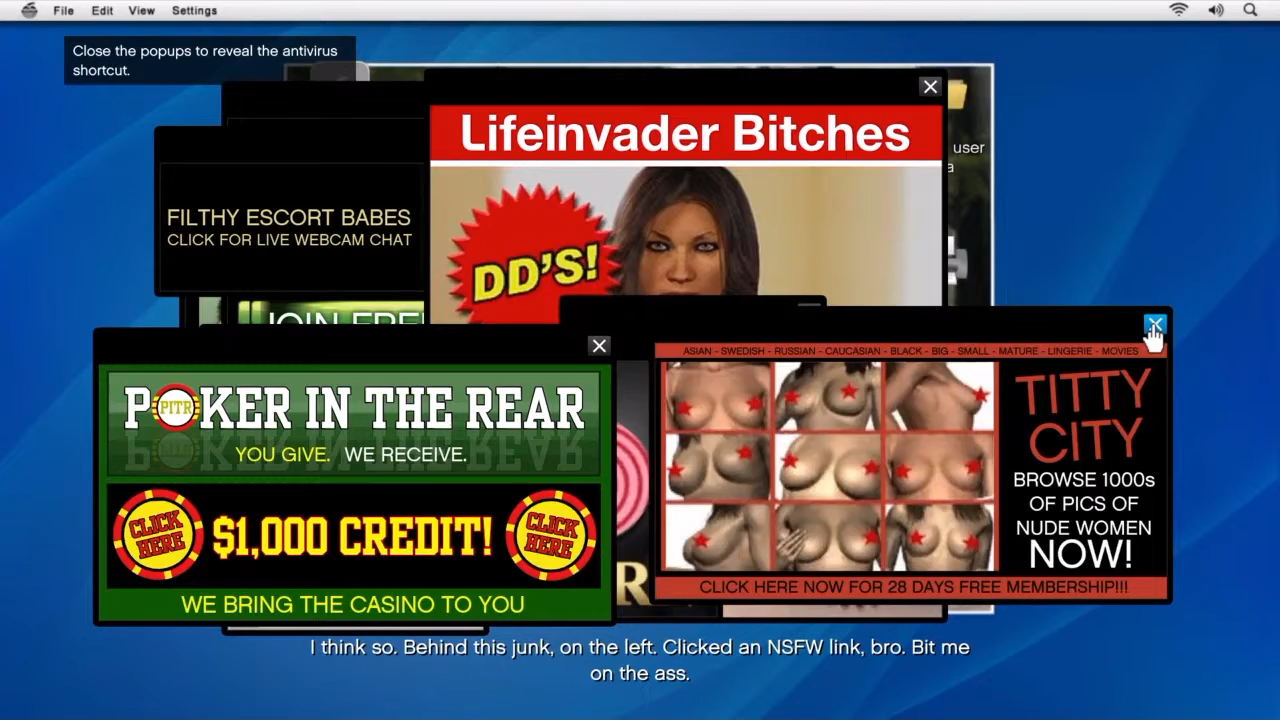 File Edit View Settings
Close the popups to reveal the antivirus
shortcut.
Lifeinvader Bitches
user
a
FILTHY ESCORT BABES
CLICK FOR LIVE WEBCAM CHAT
DD'S!
JOIN FREE
ASIAN - SWEDISH - RUSSIAN - CAUCASIAN - BLACK - BIG - SMALL - MATURE - LINGERIE - MOVIES
POKER IN THE REAR
PITR
YOU GIVE. WE RECEIVE.
CLICK
HERE
$1,000 CREDIT!
CLICK
HERE
WE BRING THE CASINO TO YOU
R
TITTY
CITY
BROWSE 1000s
OF PICS OF
NUDE WOMEN
NOW!
CLICK HERE NOW FOR 28 DAYS FREE MEMBERSHIP!!!
I think so. Behind this junk, on the left. Clicked an NSFW link, bro. Bit me
on the ass.